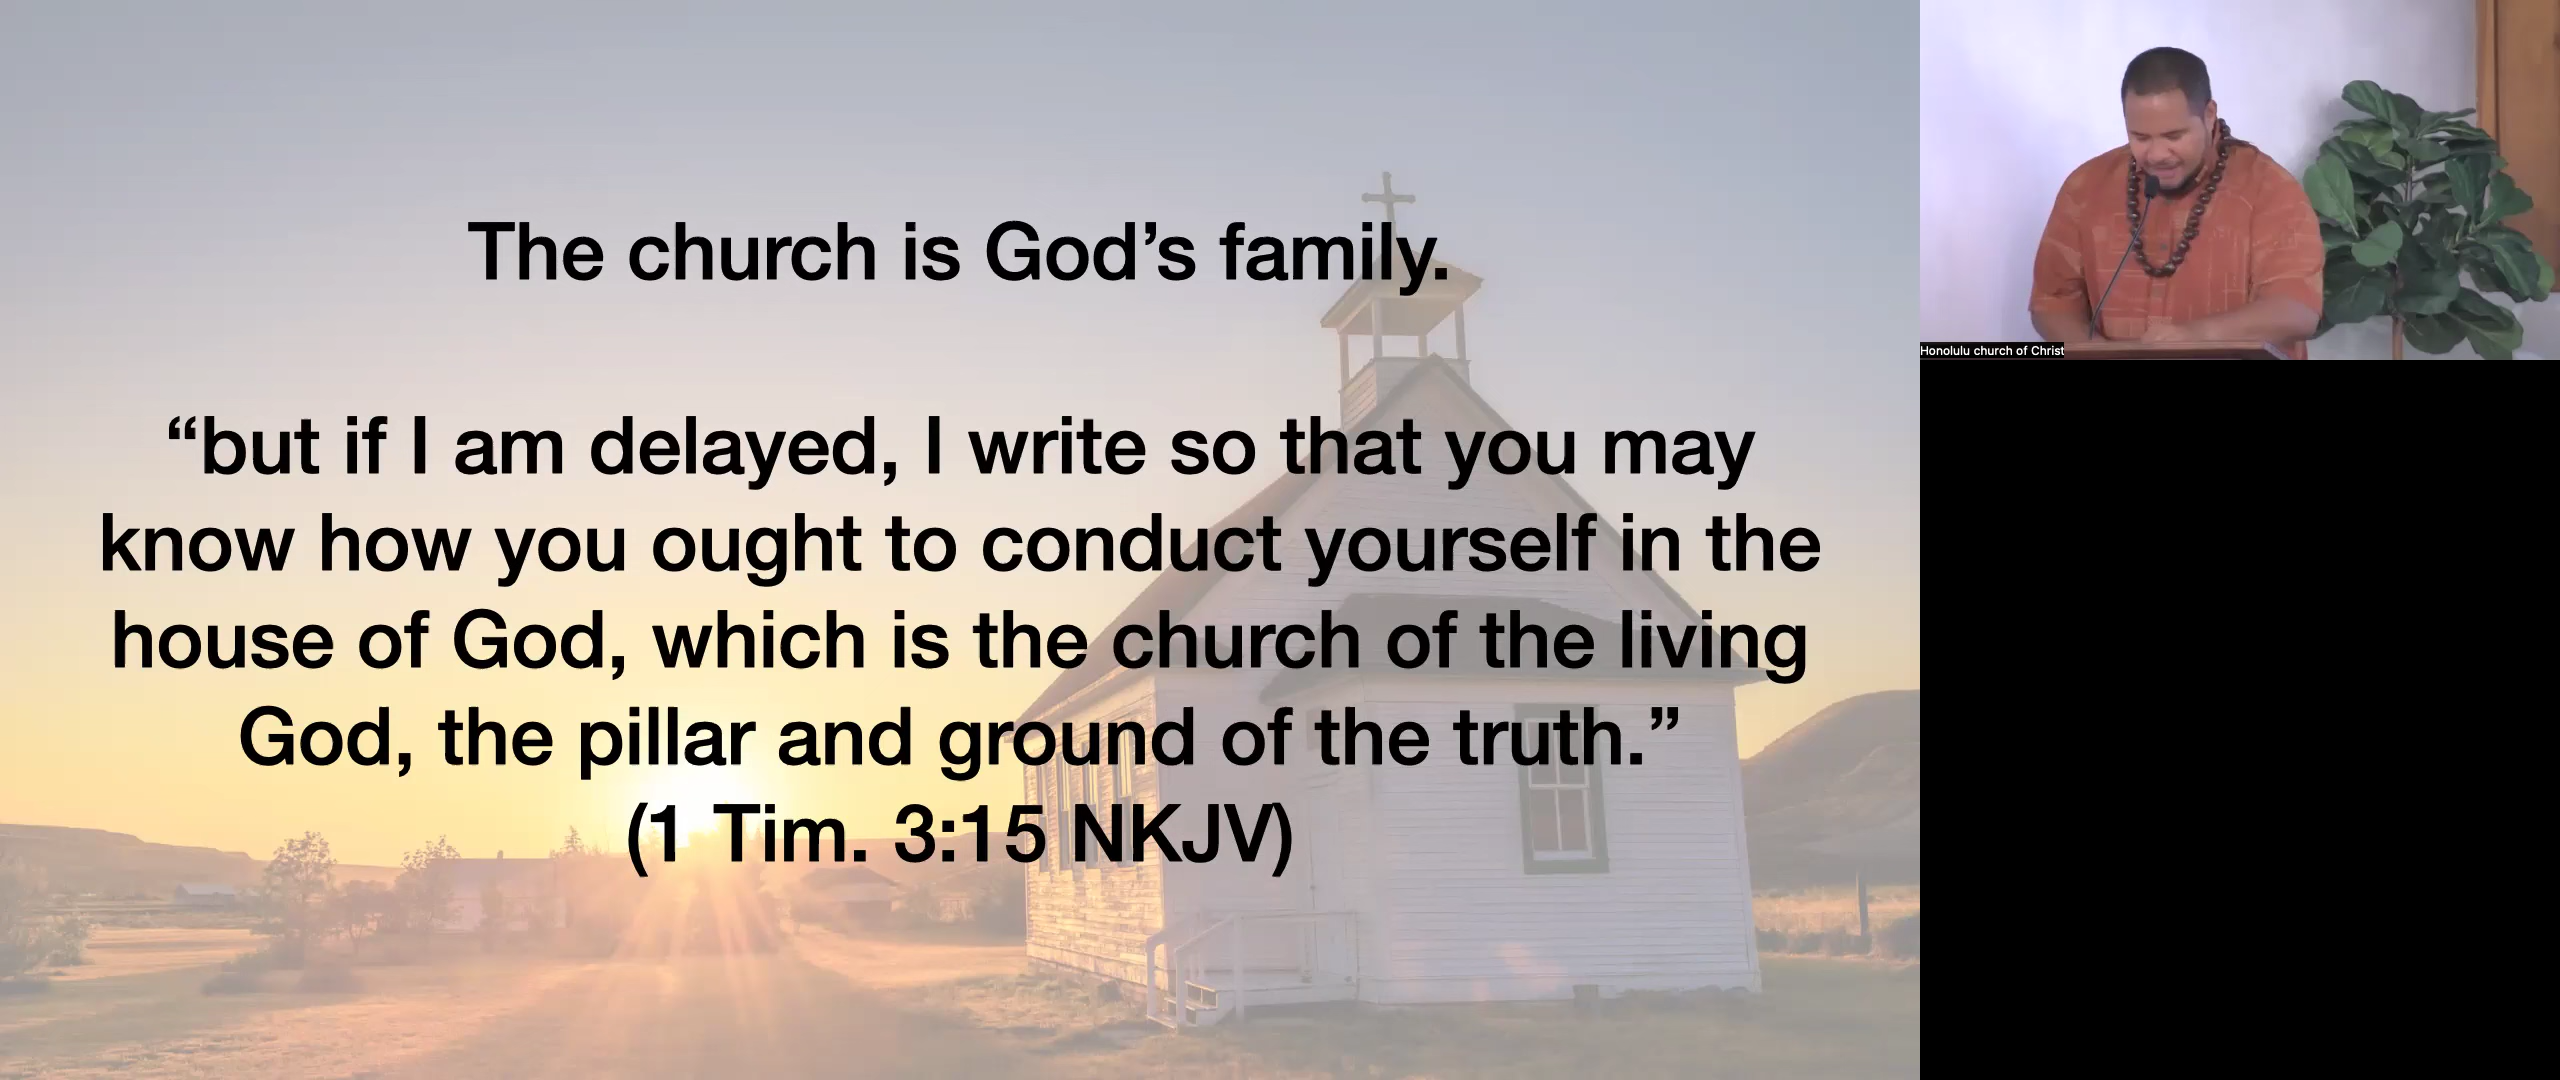 The church is God’s family.
“but if I am delayed, I write so that you may
know how you ought to conduct yourself in the
house of God, which is the church of the living
God, the pillar and ground of the truth.”
(1 Tim. 3:15 NKJV)
Honolulu church of Christ